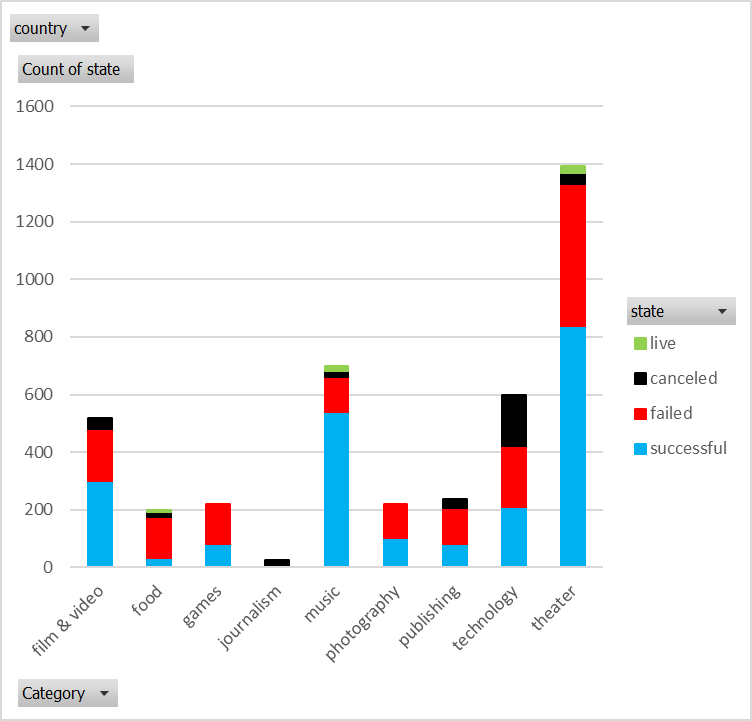 country
Count of state
1600
1400
1200
1000
800
600
400
200
0
film & video
food
games
journalism
music
photography
publishing
technology
theater
state
live
canceled
failed
successful
Category